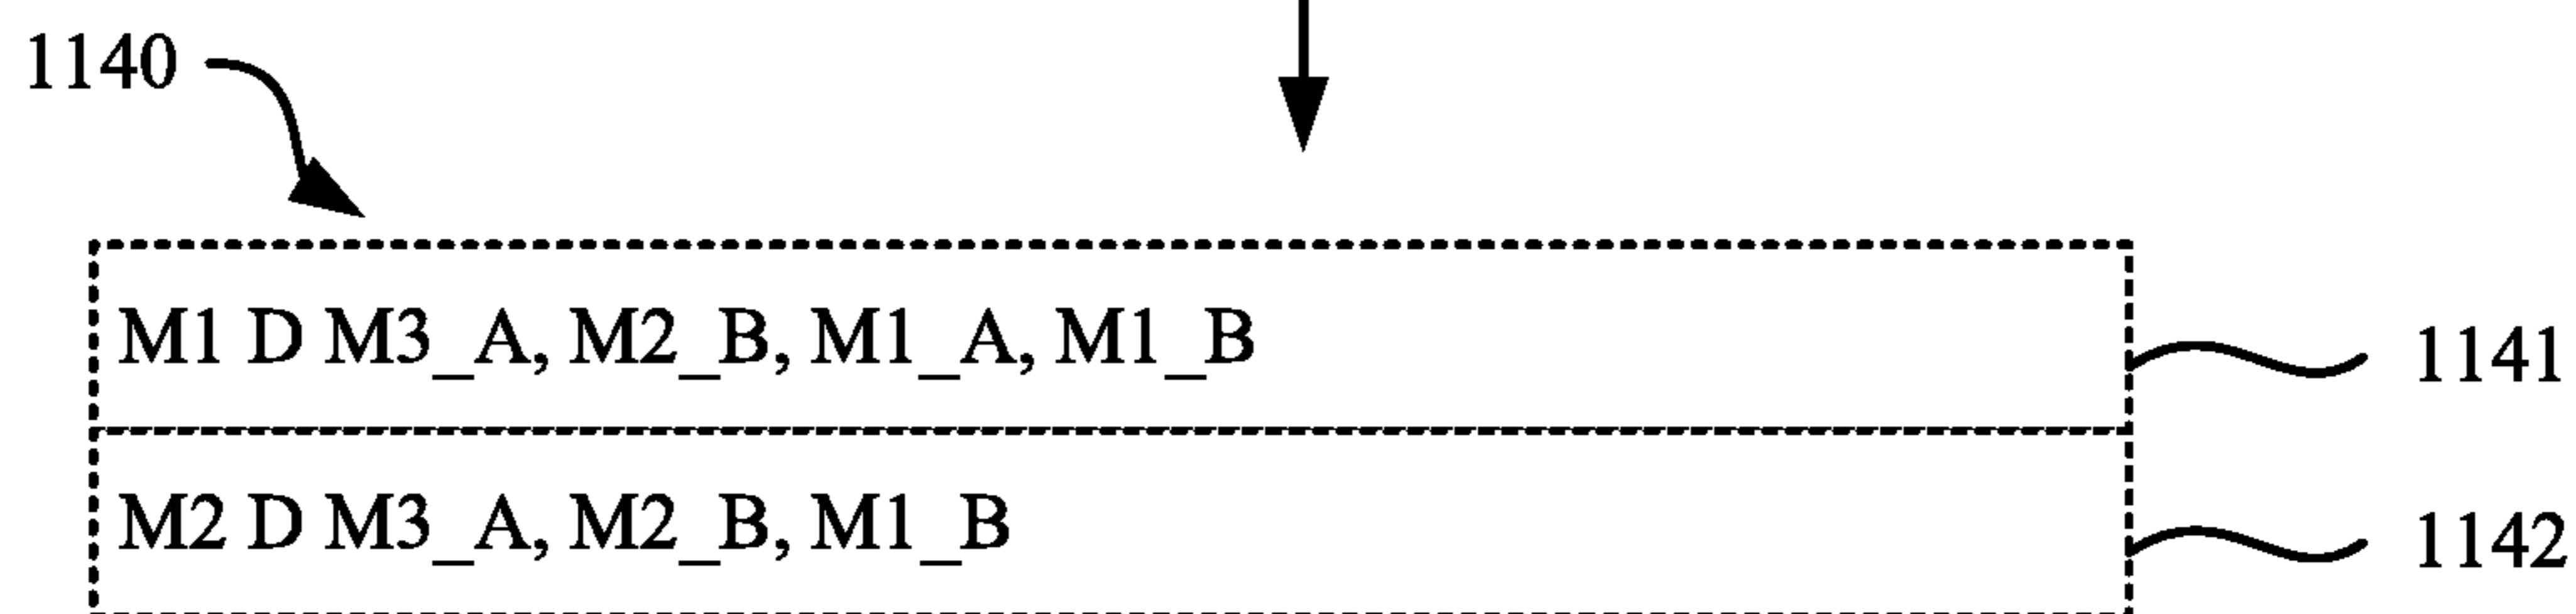 1140
M1 D M3_A, M2_B, M1_A, M1_B
1141
M2 D M3_A, M2_B, M1_B
1142